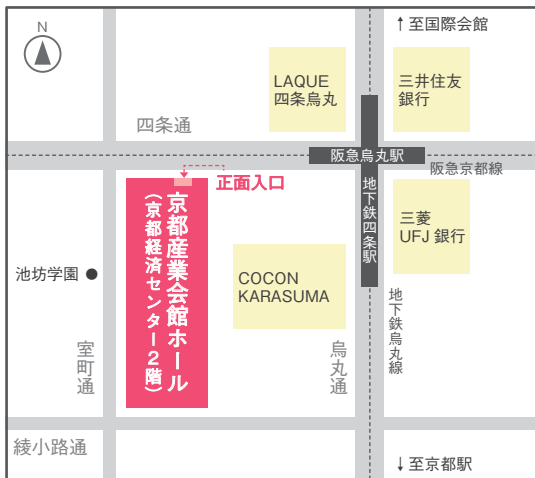 N
↑至国際会館
LAQUE
四条烏丸
三井住友
銀行
四条通
阪急烏丸駅
阪急京都線
正面入口
地下鉄四条駅
京都産業会館ホール
（京都経済センター2階）
三菱
UFJ 銀行
池坊学園
COCON
KARASUMA
地下鉄烏丸線
室町通
烏丸通
綾小路通
↓至京都駅